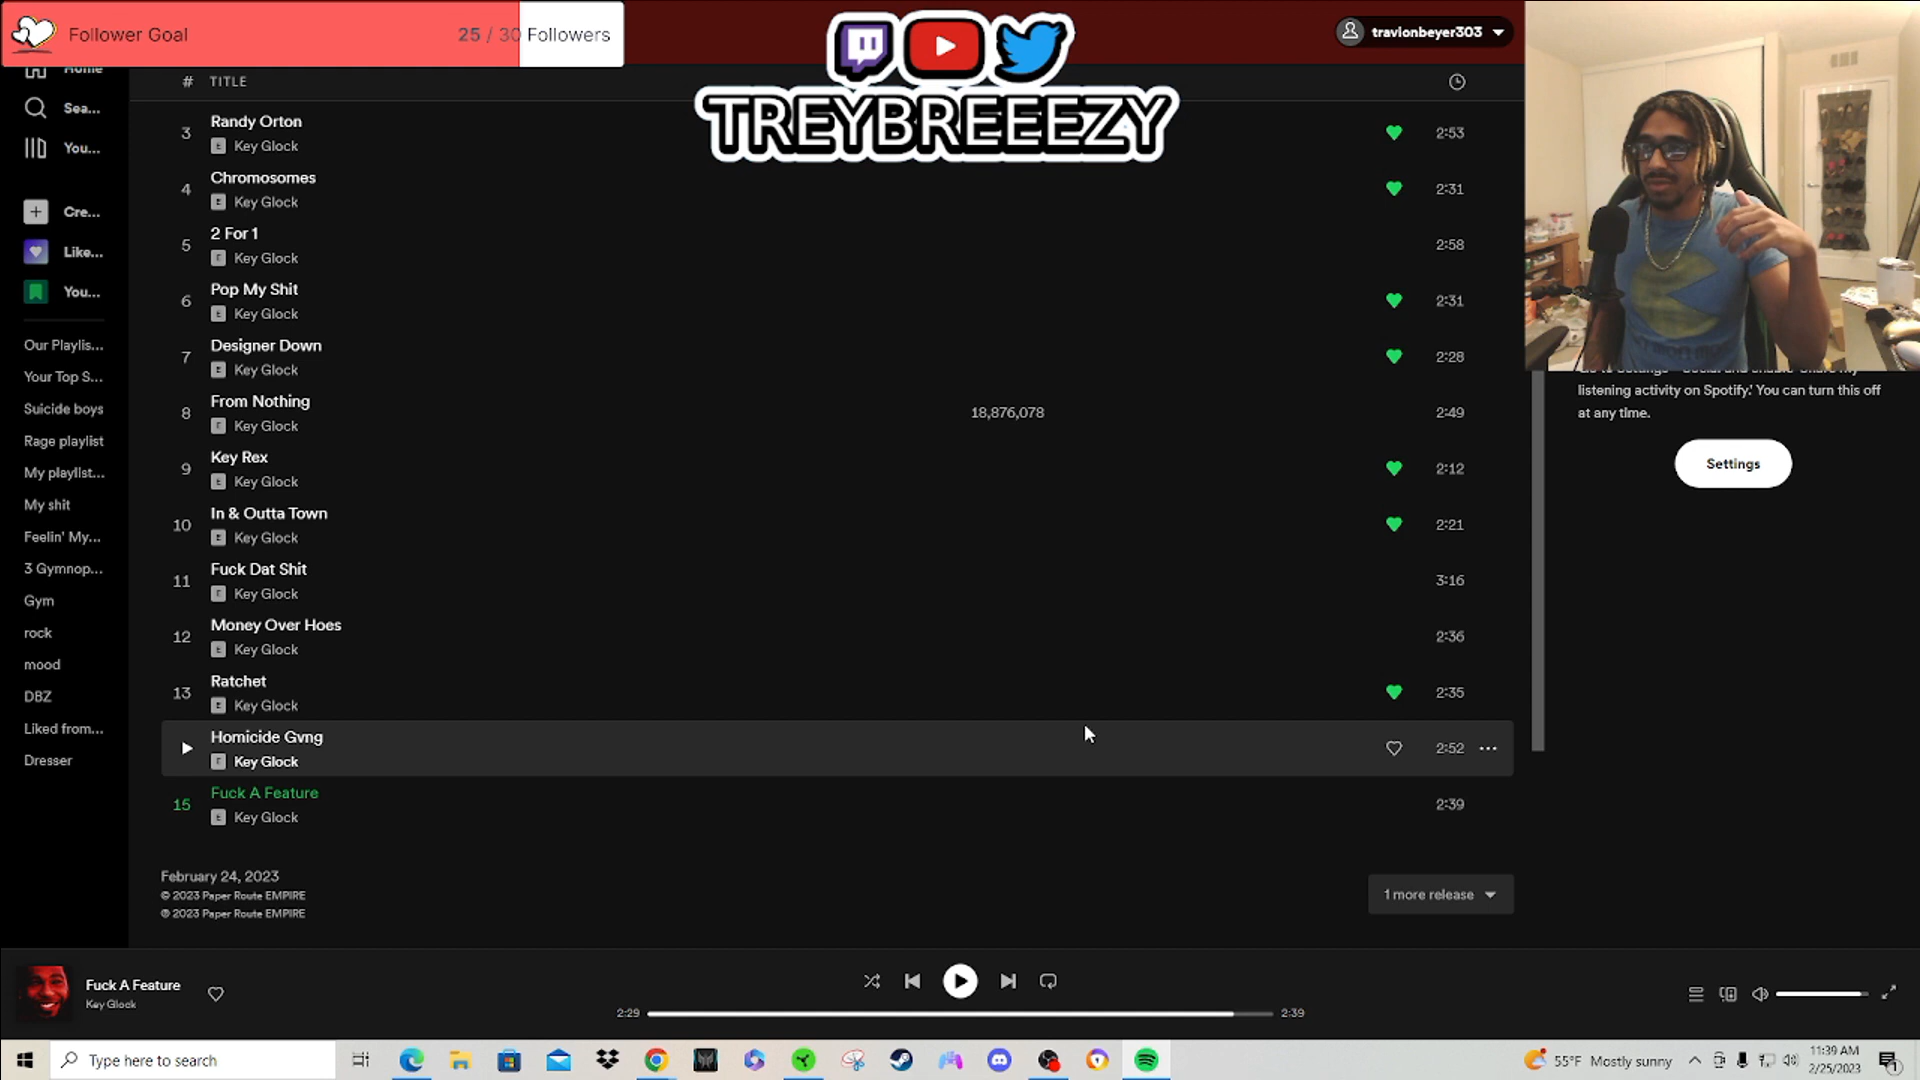 Follower Goal 25 / 30 Followers
TREYBREEEZY
travionbeyer303
Home
Sea...
You...
Cre...
Like...
You...
Our Playlis...
Your Top S...
Suicide boys
Rage playlist
My playlist...
My shit
Feelin' My...
3 Gymnop...
Gym
rock
mood
DBZ
Liked from...
Dresser
# TITLE
3 Randy Orton 2:53
E Key Glock
4 Chromosomes 2:31
E Key Glock
5 2 For 1 2:58
E Key Glock
6 Pop My Shit 2:31
E Key Glock
7 Designer Down 2:28
E Key Glock
8 From Nothing 18,876,078 2:49
E Key Glock
9 Key Rex 2:12
E Key Glock
10 In & Outta Town 2:21
E Key Glock
11 Fuck Dat Shit 3:16
E Key Glock
12 Money Over Hoes 2:36
E Key Glock
13 Ratchet 2:35
E Key Glock
Homicide Gvng 2:52
E Key Glock
15 Fuck A Feature 2:39
E Key Glock
February 24, 2023
© 2023 Paper Route EMPIRE
℗ 2023 Paper Route EMPIRE
1 more release
listening activity on Spotify.' You can turn this off
at any time.
Settings
Fuck A Feature
Key Glock
2:29 2:39
Type here to search
55°F Mostly sunny
11:39 AM
2/25/2023
1